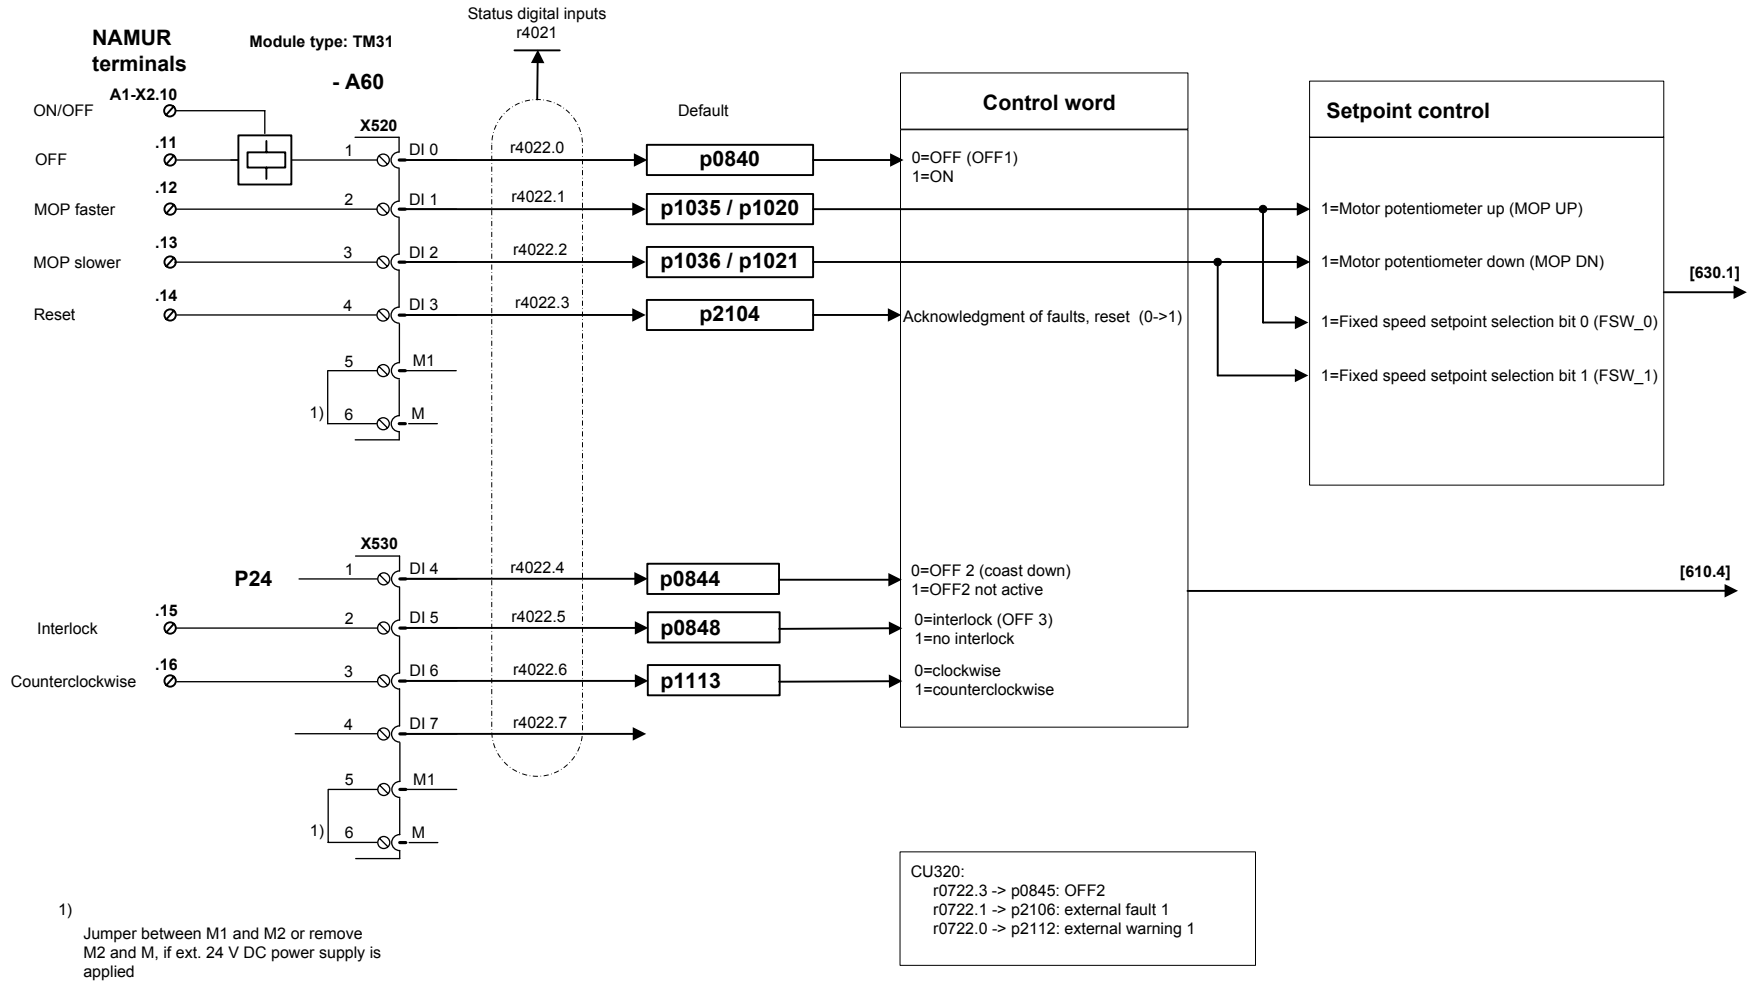 Status digital inputs
r4021
NAMUR
terminals
Module type: TM31
- A60
A1-X2.10
ON/OFF
X520
Default
Control word
Setpoint control
.11
OFF
1
DI 0
r4022.0
p0840
0=OFF (OFF1)
1=ON
.12
MOP faster
2
DI 1
r4022.1
p1035 / p1020
1=Motor potentiometer up (MOP UP)
.13
MOP slower
3
DI 2
r4022.2
p1036 / p1021
1=Motor potentiometer down (MOP DN)
[630.1]
.14
Reset
4
DI 3
r4022.3
p2104
Acknowledgment of faults, reset (0->1)
1=Fixed speed setpoint selection bit 0 (FSW_0)
5
M1
1=Fixed speed setpoint selection bit 1 (FSW_1)
1)
6
M
X530
P24
1
DI 4
r4022.4
p0844
0=OFF 2 (coast down)
1=OFF2 not active
[610.4]
.15
Interlock
2
DI 5
r4022.5
p0848
0=interlock (OFF 3)
1=no interlock
.16
Counterclockwise
3
DI 6
r4022.6
p1113
0=clockwise
1=counterclockwise
4
DI 7
r4022.7
5
M1
1)
6
M
CU320:
r0722.3 -> p0845: OFF2
r0722.1 -> p2106: external fault 1
r0722.0 -> p2112: external warning 1
1)
Jumper between M1 and M2 or remove
M2 and M, if ext. 24 V DC power supply is
applied